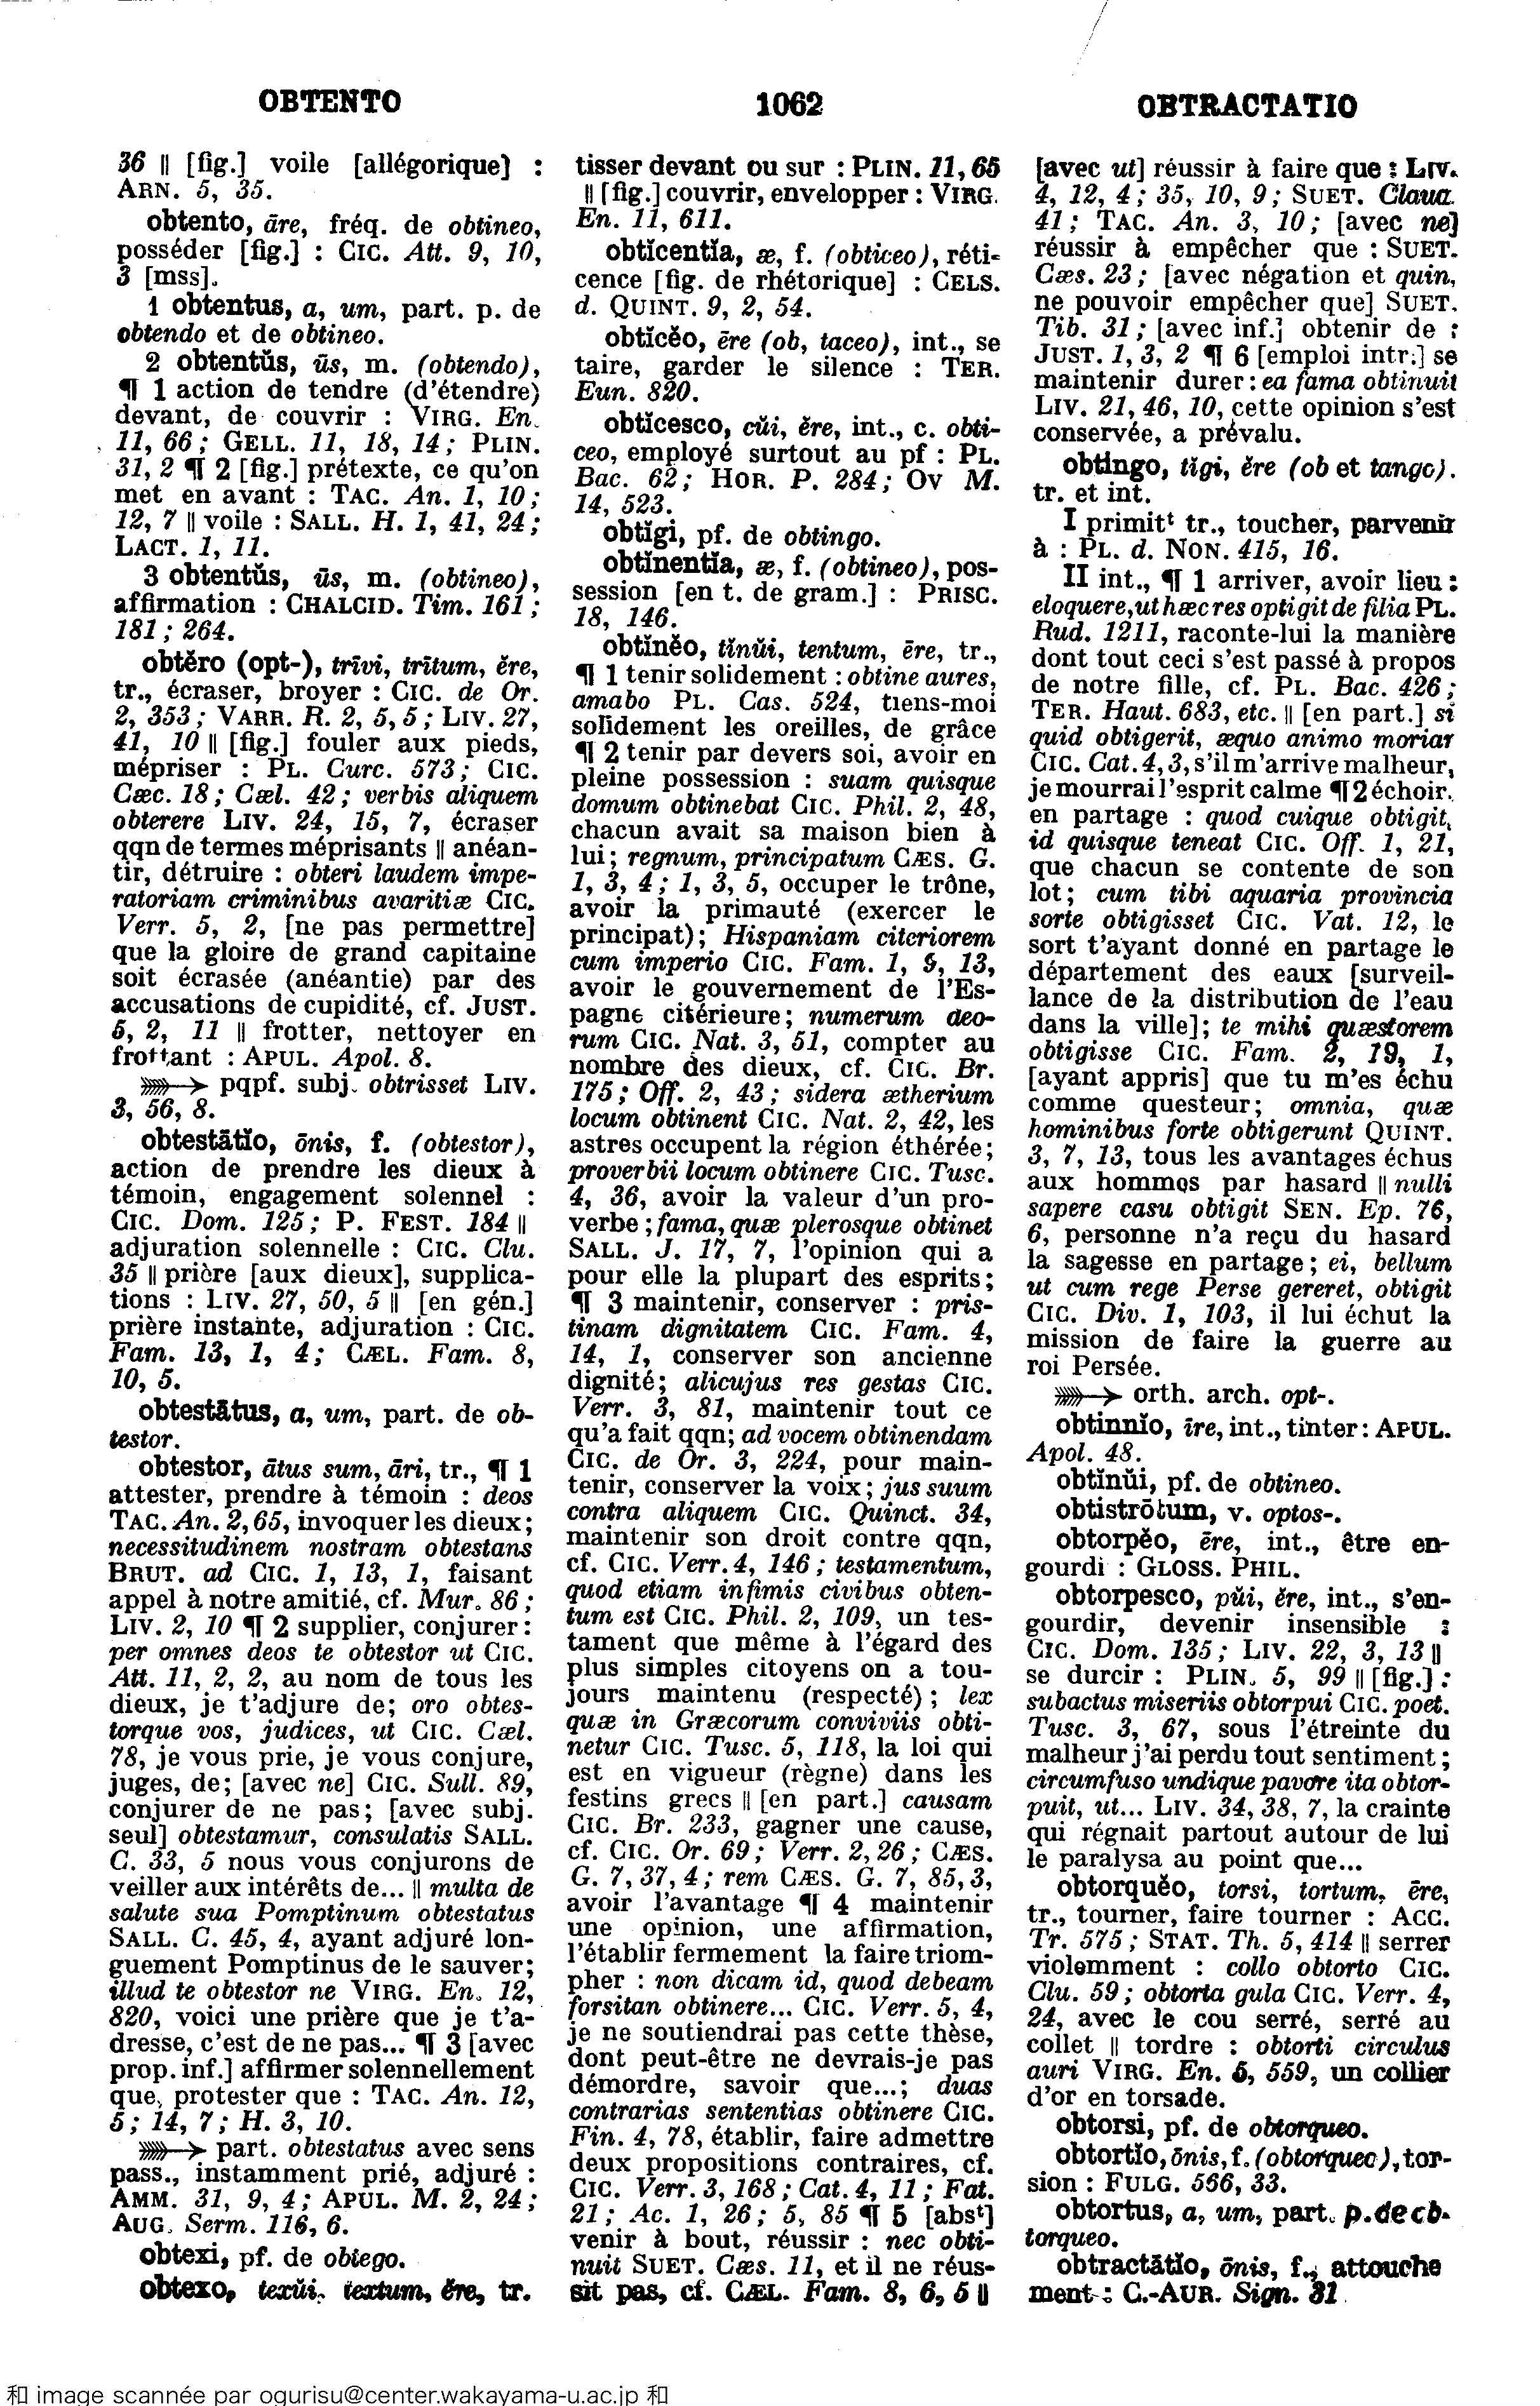 OBTENTO
1062
OBTRACTATIO
36 || [fig.] voile [allégorique] :
ARN. 5, 35.
obtento, āre, fréq. de obtineo,
posséder [fig.] : CIC. Att. 9, 10,
3 [mss].
1 obtentus, a, um, part. p. de
obtendo et de obtineo.
2 obtentŭs, ūs, m. (obtendo),
¶ 1 action de tendre (d'étendre)
devant, de couvrir : VIRG. En.
11, 66 ; GELL. 11, 18, 14 ; PLIN.
31, 2 ¶ 2 [fig.] prétexte, ce qu'on
met en avant : TAC. An. 1, 10 ;
12, 7 || voile : SALL. H. 1, 41, 24 ;
LACT. 1, 11.
3 obtentŭs, ūs, m. (obtineo),
affirmation : CHALCID. Tim. 161 ;
181 ; 264.
obtĕro (opt-), trīvi, trītum, ĕre,
tr., écraser, broyer : CIC. de Or.
2, 353 ; VARR. R. 2, 5, 5 ; LIV. 27,
41, 10 || [fig.] fouler aux pieds,
mépriser : PL. Curc. 573 ; CIC.
Cæc. 18 ; Cæl. 42 ; verbis aliquem
obterere LIV. 24, 15, 7, écraser
qqn de termes méprisants || anéan-
tir, détruire : obteri laudem impe-
ratoriam criminibus avaritiæ CIC.
Verr. 5, 2, [ne pas permettre]
que la gloire de grand capitaine
soit écrasée (anéantie) par des
accusations de cupidité, cf. JUST.
5, 2, 11 || frotter, nettoyer en
frottant : APUL. Apol. 8.
pqpf. subj. obtrisset LIV.
3, 56, 8.
obtestātĭo, ōnis, f. (obtestor),
action de prendre les dieux à
témoin, engagement solennel :
CIC. Dom. 125 ; P. FEST. 184 ||
adjuration solennelle : CIC. Clu.
35 || prière [aux dieux], supplica-
tions : LIV. 27, 50, 5 || [en gén.]
prière instante, adjuration : CIC.
Fam. 13, 1, 4 ; CÆL. Fam. 8,
10, 5.
obtestātus, a, um, part. de ob-
testor.
obtestor, ātus sum, āri, tr., ¶ 1
attester, prendre à témoin : deos
TAC. An. 2, 65, invoquer les dieux ;
necessitudinem nostram obtestans
BRUT. ad CIC. 1, 13, 1, faisant
appel à notre amitié, cf. Mur. 86 ;
LIV. 2, 10 ¶ 2 supplier, conjurer :
per omnes deos te obtestor ut CIC.
Att. 11, 2, 2, au nom de tous les
dieux, je t'adjure de; oro obtes-
torque vos, judices, ut CIC. Cæl.
78, je vous prie, je vous conjure,
juges, de; [avec ne] CIC. Sull. 89,
conjurer de ne pas; [avec subj.
seul] obtestamur, consulatis SALL.
C. 33, 5 nous vous conjurons de
veiller aux intérêts de... || multa de
salute sua Pomptinum obtestatus
SALL. C. 45, 4, ayant adjuré lon-
guement Pomptinus de le sauver;
illud te obtestor ne VIRG. En. 12,
820, voici une prière que je t'a-
dresse, c'est de ne pas... ¶ 3 [avec
prop. inf.] affirmer solennellement
que, protester que : TAC. An. 12,
5 ; 14, 7 ; H. 3, 10.
part. obtestatus avec sens
pass., instamment prié, adjuré :
AMM. 31, 9, 4 ; APUL. M. 2, 24 ;
AUG. Serm. 116, 6.
obtexi, pf. de obtego.
obtexo, texŭi, textum, ĕre, tr.
tisser devant ou sur : PLIN. 11, 65
|| [fig.] couvrir, envelopper : VIRG.
En. 11, 611.
obtĭcentĭa, æ, f. (obticeo), réti-
cence [fig. de rhétorique] : CELS.
d. QUINT. 9, 2, 54.
obtĭcĕo, ēre (ob, taceo), int., se
taire, garder le silence : TER.
Eun. 820.
obtĭcesco, cŭi, ĕre, int., c. obti-
ceo, employé surtout au pf : PL.
Bac. 62 ; HOR. P. 284 ; OV M.
14, 523.
obtĭgi, pf. de obtingo.
obtĭnentĭa, æ, f. (obtineo), pos-
session [en t. de gram.] : PRISC.
18, 146.
obtĭnĕo, tĭnŭi, tentum, ēre, tr.,
¶ 1 tenir solidement : obtine aures,
amabo PL. Cas. 524, tiens-moi
solidement les oreilles, de grâce
¶ 2 tenir par devers soi, avoir en
pleine possession : suam quisque
domum obtinebat CIC. Phil. 2, 48,
chacun avait sa maison bien à
lui ; regnum, principatum CÆS. G.
1, 3, 4 ; 1, 3, 5, occuper le trône,
avoir la primauté (exercer le
principat) ; Hispaniam citeriorem
cum imperio CIC. Fam. 1, 9, 13,
avoir le gouvernement de l'Es-
pagne citérieure ; numerum deo-
rum CIC. Nat. 3, 51, compter au
nombre des dieux, cf. CIC. Br.
175 ; Off. 2, 43 ; sidera ætherium
locum obtinent CIC. Nat. 2, 42, les
astres occupent la région éthérée ;
proverbii locum obtinere CIC. Tusc.
4, 36, avoir la valeur d'un pro-
verbe ; fama, quæ plerosque obtinet
SALL. J. 17, 7, l'opinion qui a
pour elle la plupart des esprits ;
¶ 3 maintenir, conserver : pris-
tinam dignitatem CIC. Fam. 4,
14, 1, conserver son ancienne
dignité ; alicujus res gestas CIC.
Verr. 3, 81, maintenir tout ce
qu'a fait qqn; ad vocem obtinendam
CIC. de Or. 3, 224, pour main-
tenir, conserver la voix ; jus suum
contra aliquem CIC. Quinct. 34,
maintenir son droit contre qqn,
cf. CIC. Verr. 4, 146 ; testamentum,
quod etiam infimis civibus obten-
tum est CIC. Phil. 2, 109, un tes-
tament que même à l'égard des
plus simples citoyens on a tou-
jours maintenu (respecté) ; lex
quæ in Græcorum conviviis obti-
netur CIC. Tusc. 5, 118, la loi qui
est en vigueur (règne) dans les
festins grecs || [en part.] causam
CIC. Br. 233, gagner une cause,
cf. CIC. Or. 69 ; Verr. 2, 26 ; CÆS.
G. 7, 37, 4 ; rem CÆS. G. 7, 85, 3,
avoir l'avantage ¶ 4 maintenir
une opinion, une affirmation,
l'établir fermement la faire triom-
pher : non dicam id, quod debeam
forsitan obtinere... CIC. Verr. 5, 4,
je ne soutiendrai pas cette thèse,
dont peut-être ne devrais-je pas
démordre, savoir que...; duas
contrarias sententias obtinere CIC.
Fin. 4, 78, établir, faire admettre
deux propositions contraires, cf.
CIC. Verr. 3, 168 ; Cat. 4, 11 ; Fat.
21 ; Ac. 1, 26 ; 5, 85 ¶ 5 [absᵗ]
venir à bout, réussir : nec obti-
nuit SUET. Cæs. 11, et il ne réus-
sit pas, cf. CÆL. Fam. 8, 6, 5 ||
[avec ut] réussir à faire que : LIV.
4, 12, 4 ; 35, 10, 9 ; SUET. Claud.
41 ; TAC. An. 3, 10 ; [avec ne]
réussir à empêcher que : SUET.
Cæs. 23 ; [avec négation et quin,
ne pouvoir empêcher que] SUET.
Tib. 31 ; [avec inf.] obtenir de :
JUST. 1, 3, 2 ¶ 6 [emploi intr.] se
maintenir durer : ea fama obtinuit
LIV. 21, 46, 10, cette opinion s'est
conservée, a prévalu.
obtingo, tĭgi, ĕre (ob et tango).
tr. et int.
I primitᵗ tr., toucher, parvenir
à : PL. d. NON. 415, 16.
II int., ¶ 1 arriver, avoir lieu :
eloquere, ut hæc res optigit de filia PL.
Rud. 1211, raconte-lui la manière
dont tout ceci s'est passé à propos
de notre fille, cf. PL. Bac. 426 ;
TER. Haut. 683, etc. || [en part.] si
quid obtigerit, æquo animo moriar
CIC. Cat. 4, 3, s'il m'arrive malheur,
je mourrai l'esprit calme ¶ 2 échoir.
en partage : quod cuique obtigit,
id quisque teneat CIC. Off. 1, 21,
que chacun se contente de son
lot ; cum tibi aquaria provincia
sorte obtigisset CIC. Vat. 12, le
sort t'ayant donné en partage le
département des eaux [surveil-
lance de la distribution de l'eau
dans la ville] ; te mihi quæstorem
obtigisse CIC. Fam. 2, 19, 1,
[ayant appris] que tu m'es échu
comme questeur ; omnia, quæ
hominibus forte obtigerunt QUINT.
3, 7, 13, tous les avantages échus
aux hommes par hasard || nulli
sapere casu obtigit SEN. Ep. 76,
6, personne n'a reçu du hasard
la sagesse en partage ; ei, bellum
ut cum rege Perse gereret, obtigit
CIC. Div. 1, 103, il lui échut la
mission de faire la guerre au
roi Persée.
orth. arch. opt-.
obtinnĭo, īre, int., tinter : APUL.
Apol. 48.
obtĭnŭi, pf. de obtineo.
obtistrōtum, v. optos-.
obtorpĕo, ēre, int., être en-
gourdi : GLOSS. PHIL.
obtorpesco, pŭi, ĕre, int., s'en-
gourdir, devenir insensible :
CIC. Dom. 135 ; LIV. 22, 3, 13 ||
se durcir : PLIN. 5, 99 || [fig.] :
subactus miseriis obtorpui CIC. poet.
Tusc. 3, 67, sous l'étreinte du
malheur j'ai perdu tout sentiment ;
circumfuso undique pavore ita obtor-
puit, ut... LIV. 34, 38, 7, la crainte
qui régnait partout autour de lui
le paralysa au point que...
obtorquĕo, torsi, tortum, ēre,
tr., tourner, faire tourner : ACC.
Tr. 575 ; STAT. Th. 5, 414 || serrer
violemment : collo obtorto CIC.
Clu. 59 ; obtorta gula CIC. Verr. 4,
24, avec le cou serré, serré au
collet || tordre : obtorti circulus
auri VIRG. En. 5, 559, un collier
d'or en torsade.
obtorsi, pf. de obtorqueo.
obtortĭo, ōnis, f. (obtorqueo), tor-
sion : FULG. 566, 33.
obtortus, a, um, part. p. de ob-
torqueo.
obtractātĭo, ōnis, f., attouche
ment : C.-AUR. Sign. 31
和 image scannée par ogurisu@center.wakayama-u.ac.jp 和